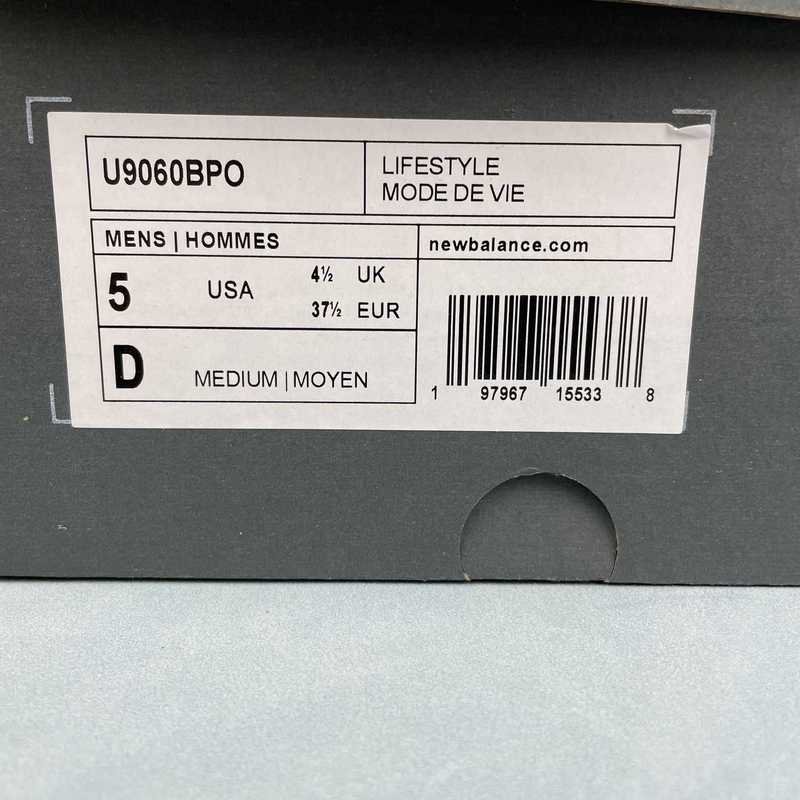 U9060BPO
LIFESTYLE
MODE DE VIE
MENS | HOMMES
newbalance.com
5 USA
4½ UK
37½ EUR
D MEDIUM | MOYEN
1 97967 15533 8